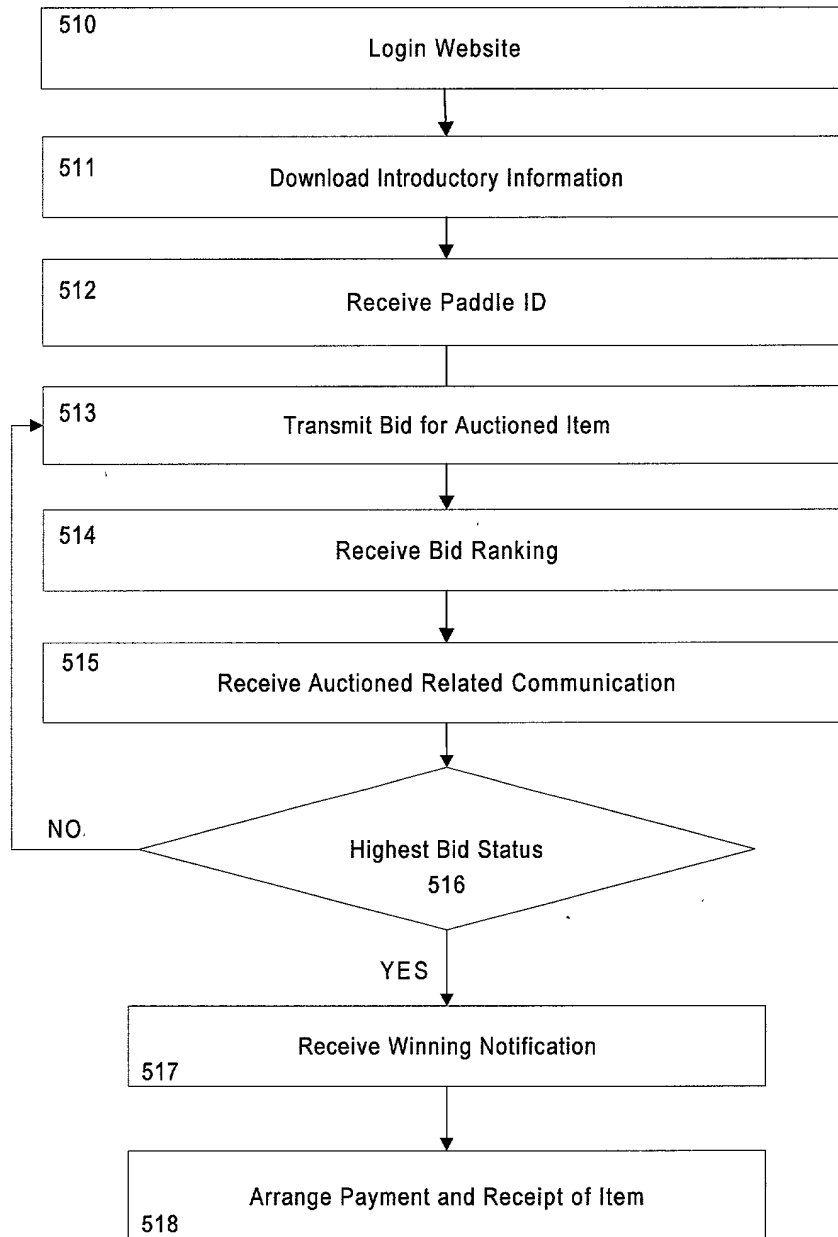 510
Login Website
511
Download Introductory Information
512
Receive Paddle ID
513
Transmit Bid for Auctioned Item
514
Receive Bid Ranking
515
Receive Auctioned Related Communication
NO
Highest Bid Status
516
YES
Receive Winning Notification
517
Arrange Payment and Receipt of Item
518